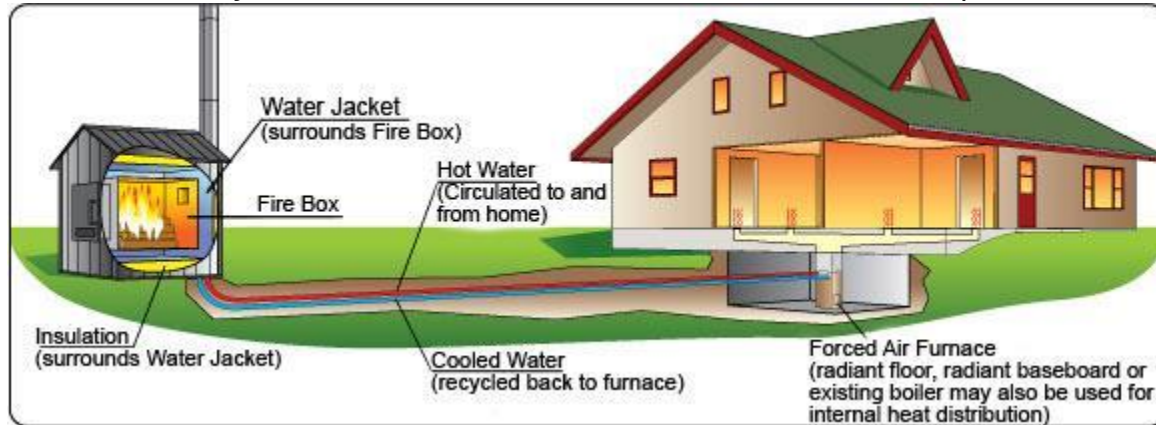 Water Jacket
(surrounds Fire Box)
Fire Box
Hot Water
(Circulated to and
from home)
Insulation
(surrounds Water Jacket)
Cooled Water
(recycled back to furnace)
Forced Air Furnace
(radiant floor, radiant baseboard or
existing boiler may also be used for
internal heat distribution)